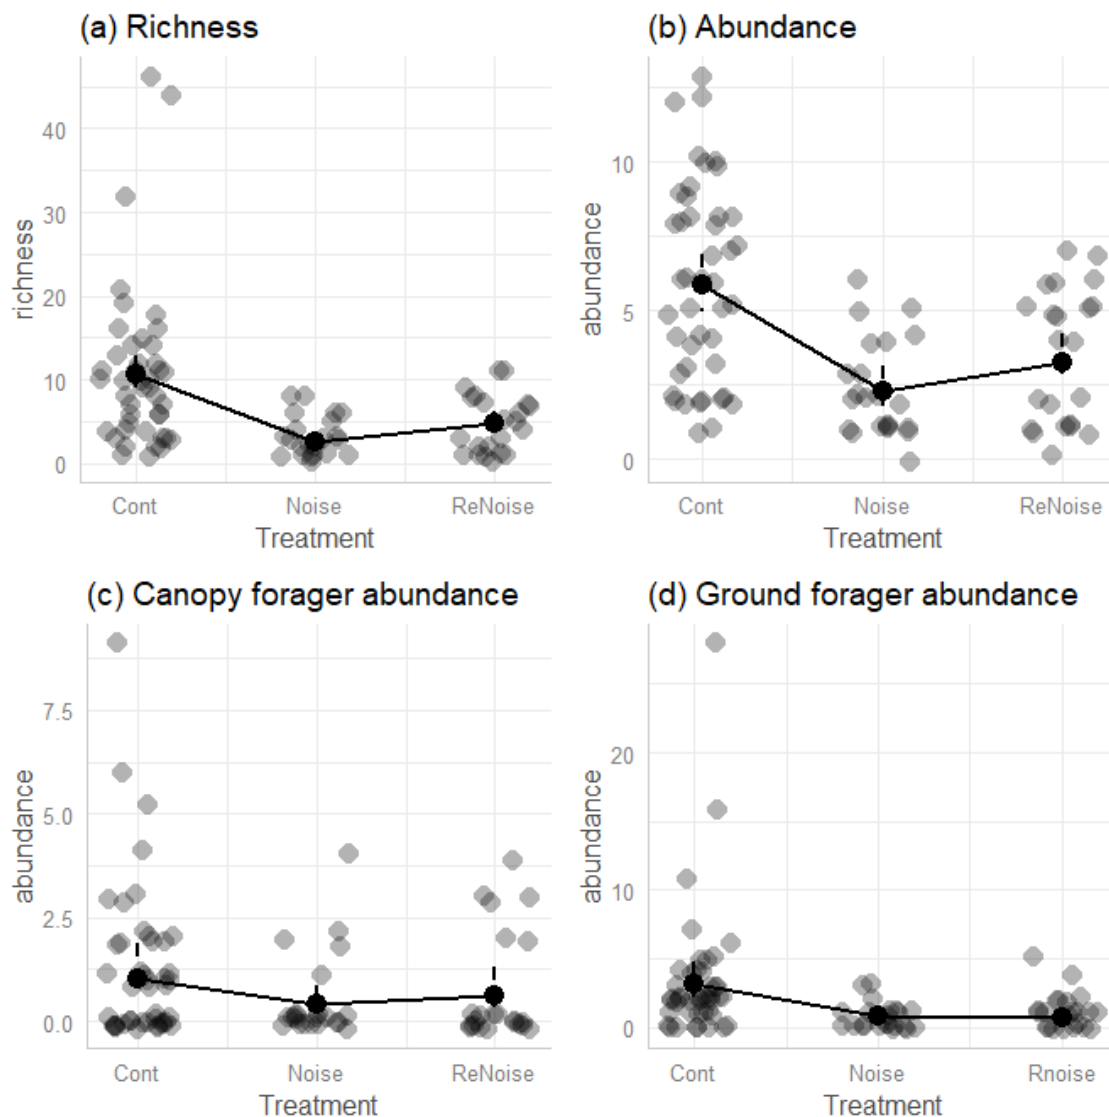 (a) Richness
richness
40
30
20
10
0
Cont Noise ReNoise
Treatment
(b) Abundance
abundance
10
5
0
Cont Noise ReNoise
Treatment
(c) Canopy forager abundance
abundance
7.5
5.0
2.5
0.0
Cont Noise ReNoise
Treatment
(d) Ground forager abundance
abundance
20
10
0
Cont Noise Rnoise
Treatment